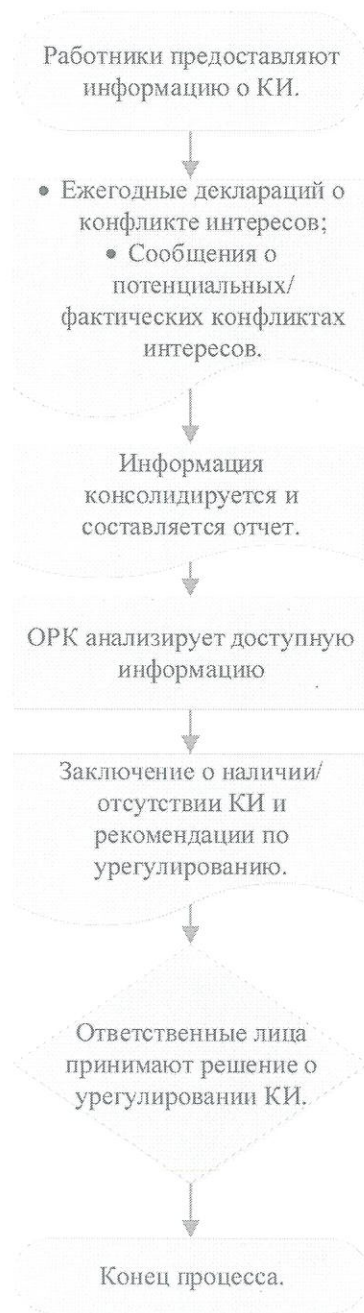 Работники предоставляют
информацию о КИ.
• Ежегодные деклараций о
конфликте интересов;
• Сообщения о
потенциальных/
фактических конфликтах
интересов.
Информация
консолидируется и
составляется отчет.
ОРК анализирует доступную
информацию
Заключение о наличии/
отсутствии КИ и
рекомендации по
урегулированию.
Ответственные лица
принимают решение о
урегулировании КИ.
Конец процесса.